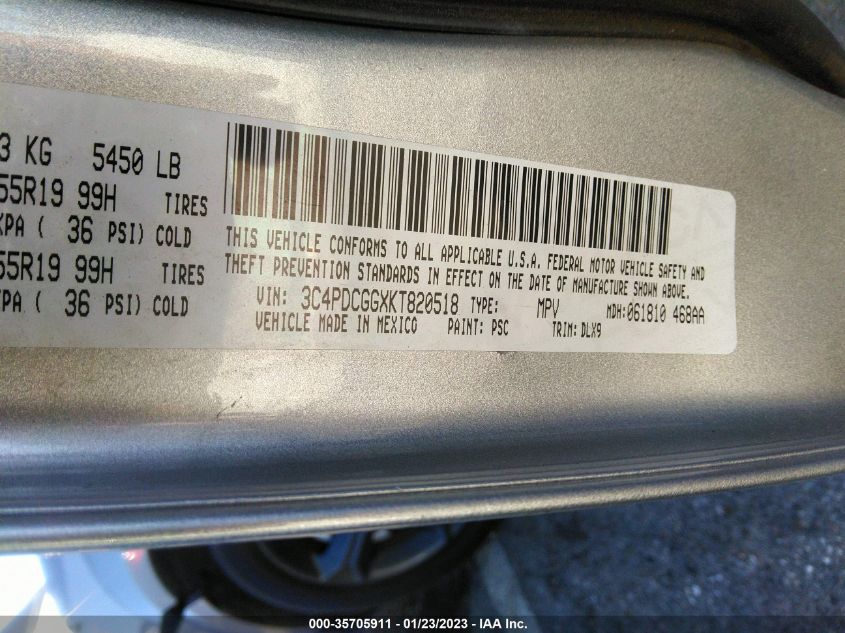 3 KG 5450 LB
55R19 99H TIRES
KPA ( 36 PSI) COLD
55R19 99H TIRES
KPA ( 36 PSI) COLD
THIS VEHICLE CONFORMS TO ALL APPLICABLE U.S.A. FEDERAL MOTOR VEHICLE SAFETY AND
THEFT PREVENTION STANDARDS IN EFFECT ON THE DATE OF MANUFACTURE SHOWN ABOVE.
VIN: 3C4PDCGGXKT820518 TYPE: MPV MDH:061810 468AA
VEHICLE MADE IN MEXICO PAINT: PSC TRIM: DLX9
000-35705911 - 01/23/2023 - IAA Inc.